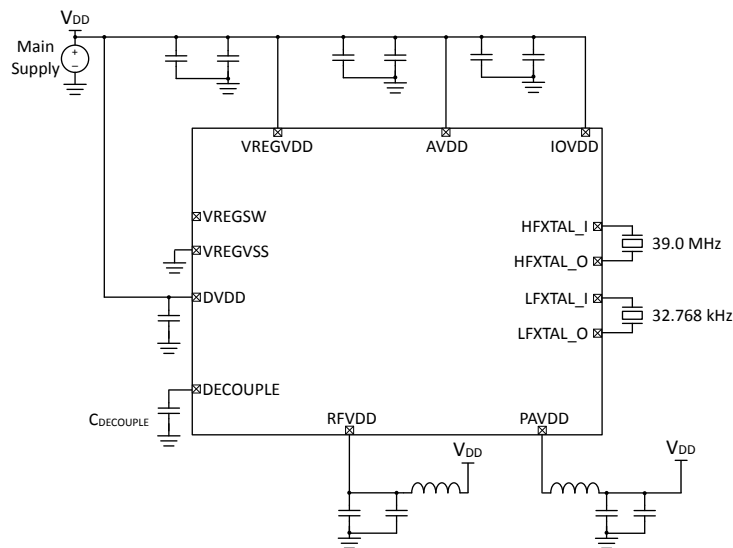 VDD
Main
Supply
+
–
VREGVDD
AVDD
IOVDD
VREGSW
HFXTAL_I
VREGVSS
39.0 MHz
HFXTAL_O
DVDD
LFXTAL_I
32.768 kHz
LFXTAL_O
DECOUPLE
CDECOUPLE
RFVDD
PAVDD
VDD
VDD